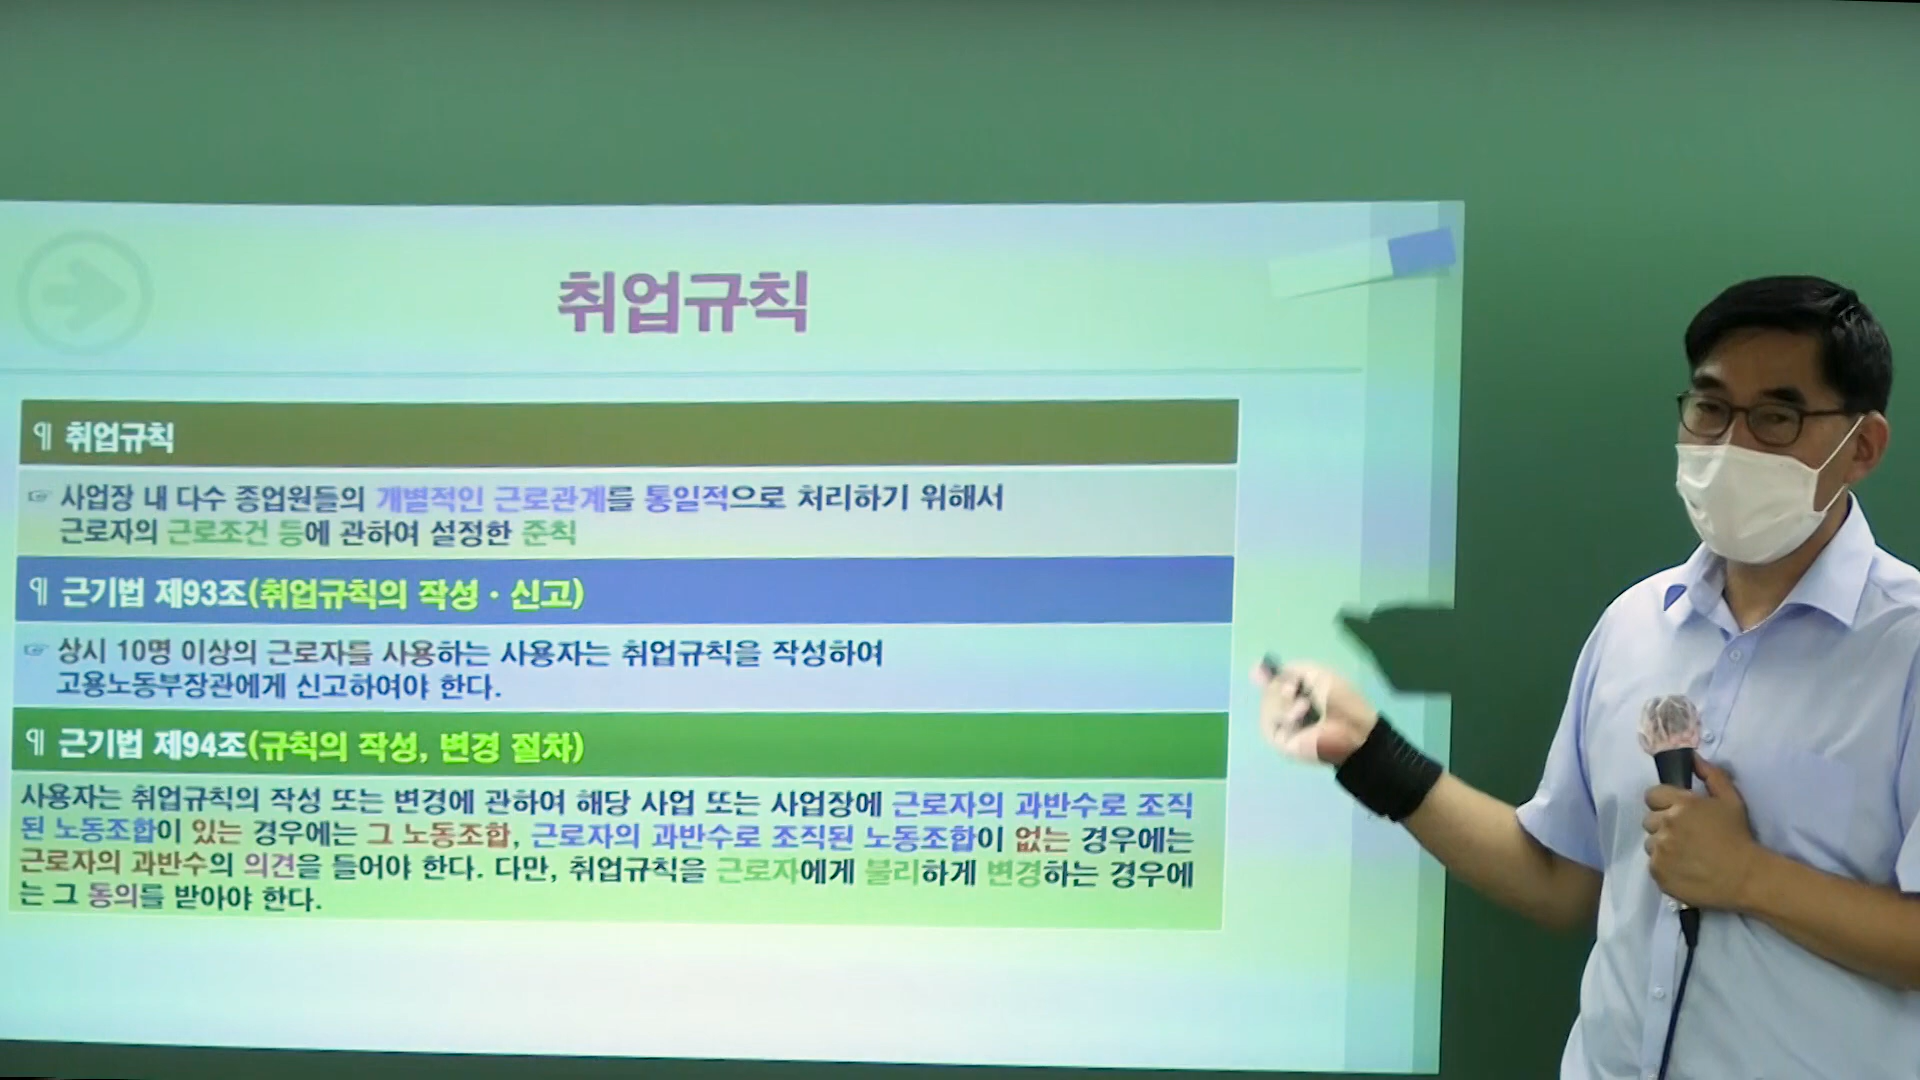 취업규칙
¶ 취업규칙
☞ 사업장 내 다수 종업원들의 개별적인 근로관계를 통일적으로 처리하기 위해서
근로자의 근로조건 등에 관하여 설정한 준칙
¶ 근기법 제93조(취업규칙의 작성·신고)
☞ 상시 10명 이상의 근로자를 사용하는 사용자는 취업규칙을 작성하여
고용노동부장관에게 신고하여야 한다.
¶ 근기법 제94조(규칙의 작성, 변경 절차)
사용자는 취업규칙의 작성 또는 변경에 관하여 해당 사업 또는 사업장에 근로자의 과반수로 조직
된 노동조합이 있는 경우에는 그 노동조합, 근로자의 과반수로 조직된 노동조합이 없는 경우에는
근로자의 과반수의 의견을 들어야 한다. 다만, 취업규칙을 근로자에게 불리하게 변경하는 경우에
는 그 동의를 받아야 한다.